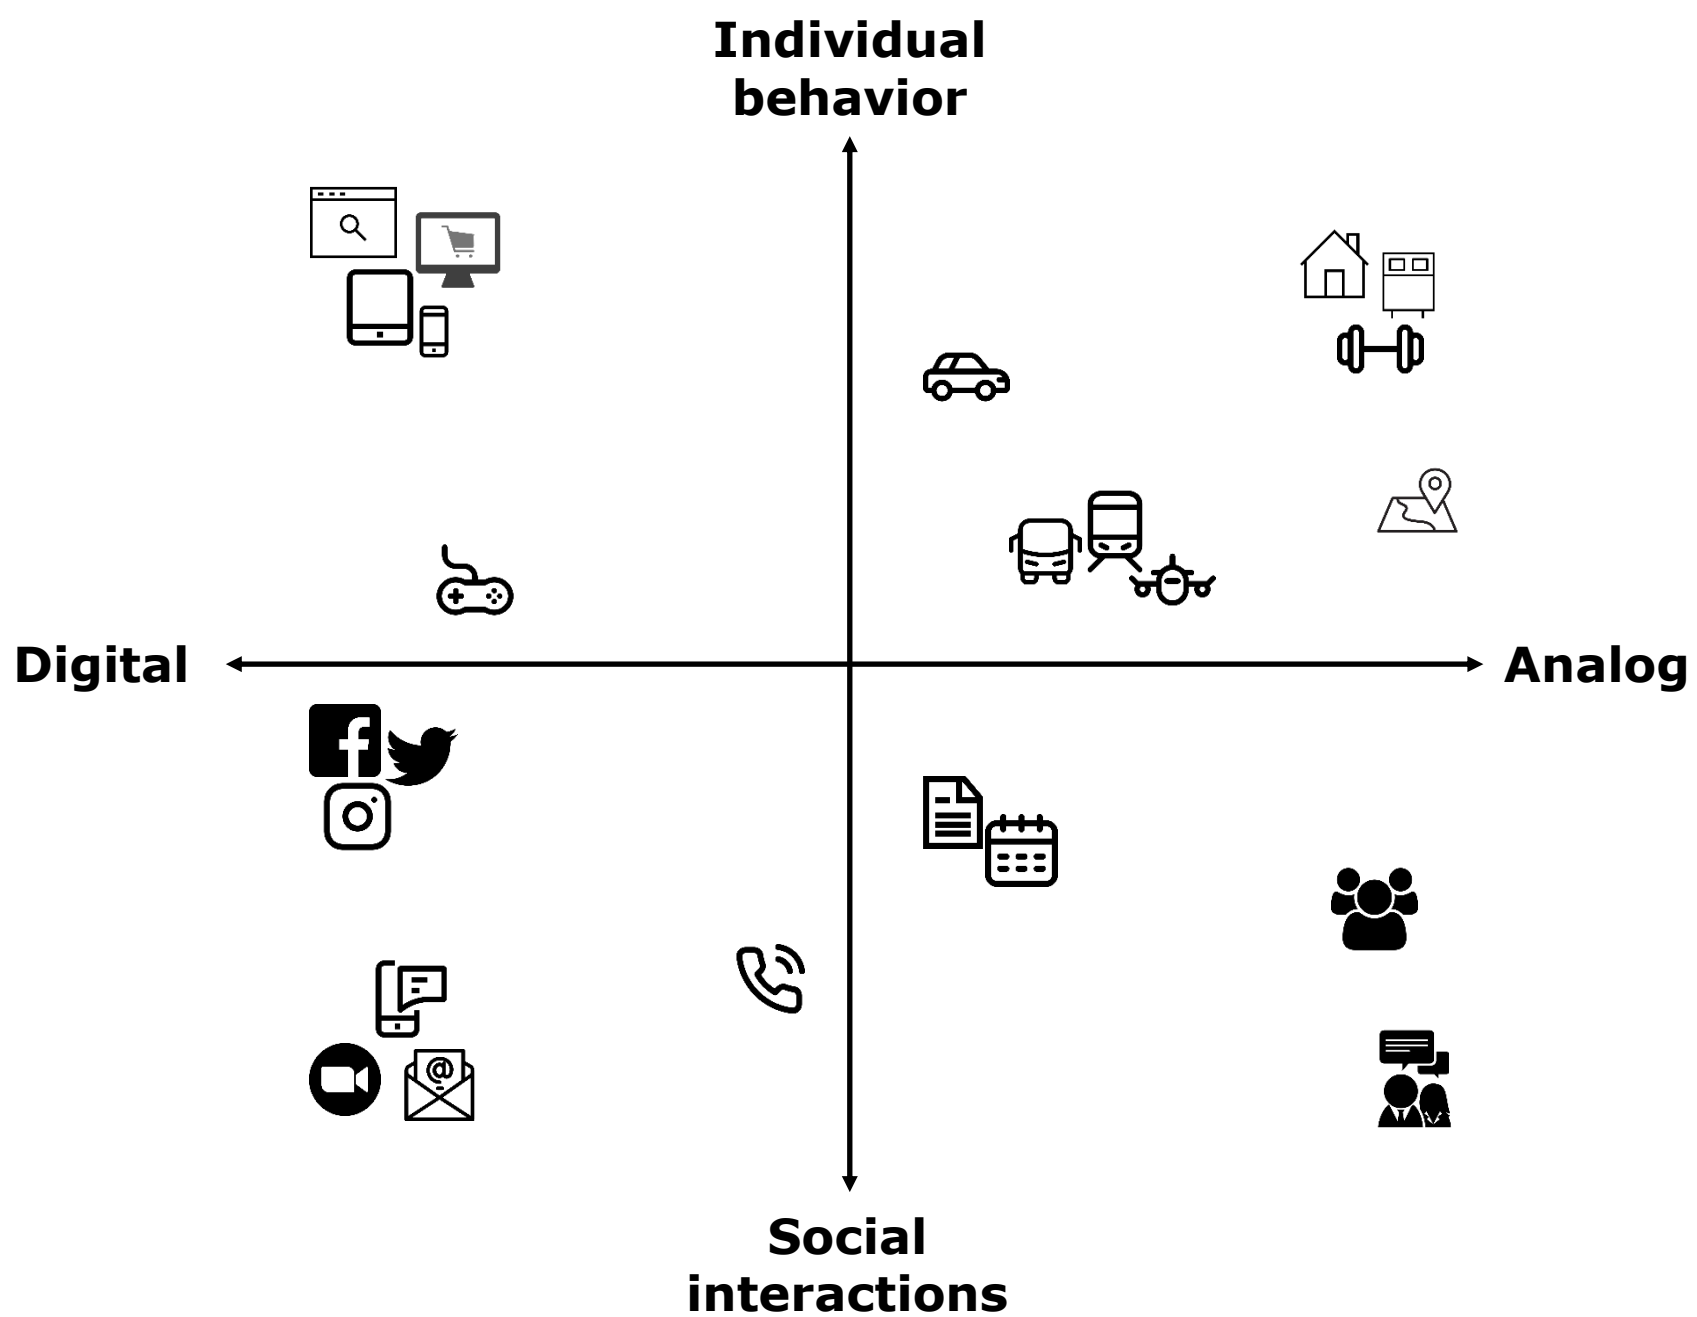 Individual
behavior
Digital
Analog
@
Social
interactions